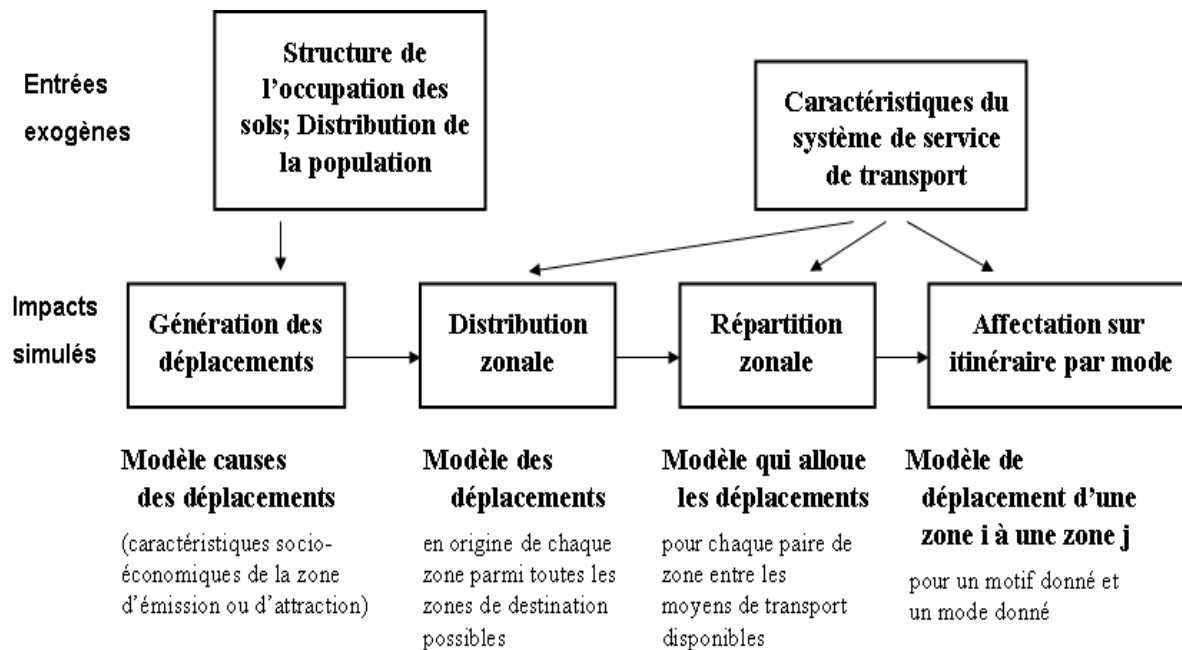 Entrées
exogènes
Structure de
l'occupation des
sols; Distribution de
la population
Caractéristiques du
système de service
de transport
Impacts
simulés
Génération des
déplacements
Distribution
zonale
Répartition
zonale
Affectation sur
itinéraire par mode
Modèle causes
des déplacements
(caractéristiques socio-
économiques de la zone
d'émission ou d'attraction)
Modèle des
déplacements
en origine de chaque
zone parmi toutes les
zones de destination
possibles
Modèle qui alloue
les déplacements
pour chaque paire de
zone entre les
moyens de transport
disponibles
Modèle de
déplacement d'une
zone i à une zone j
pour un motif donné et
un mode donné